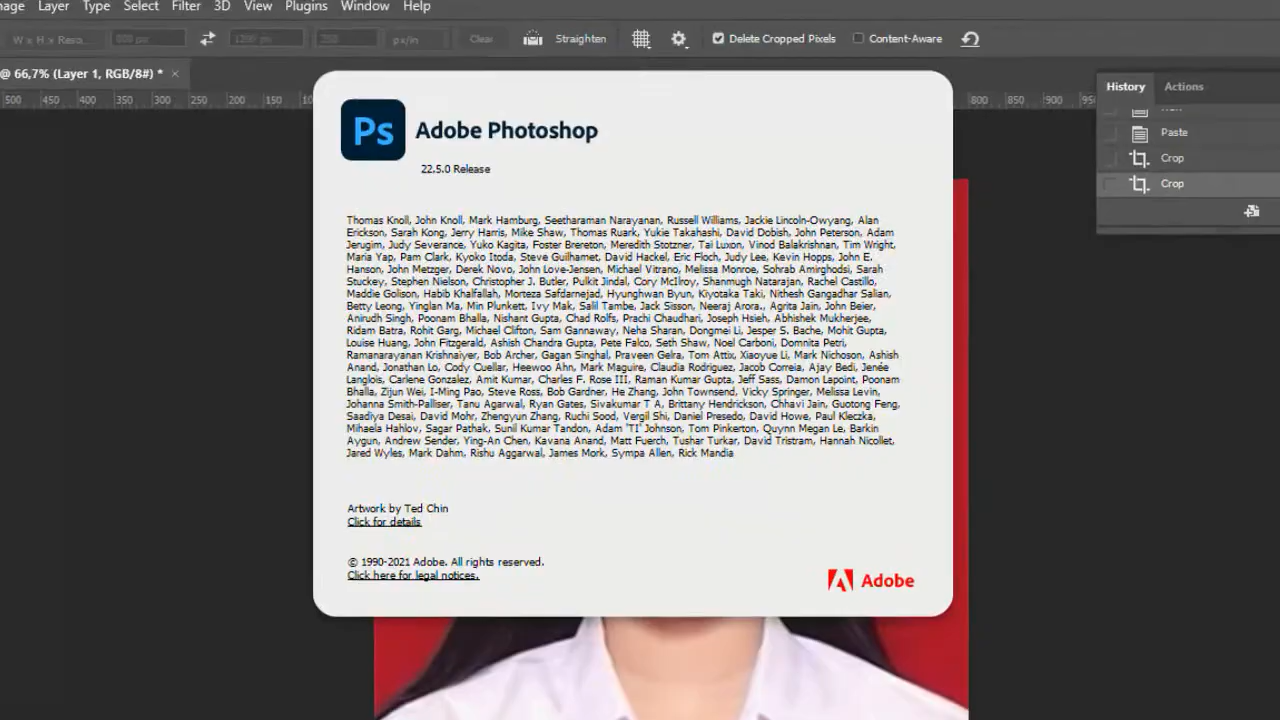 Layer Type Select Filter 3D View Plugins Window Help
W x H x Reso... px/in Clear Straighten Delete Cropped Pixels Content-Aware
@ 66,7% (Layer 1, RGB/8#) * ×
500 450 400 350 300 250 200 150 800 850 900
History Actions
Paste
Crop
Crop
Ps Adobe Photoshop
22.5.0 Release
Thomas Knoll, John Knoll, Mark Hamburg, Seetharaman Narayanan, Russell Williams, Jackie Lincoln-Owyang, Alan
Erickson, Sarah Kong, Jerry Harris, Mike Shaw, Thomas Ruark, Yukie Takahashi, David Dobish, John Peterson, Adam
Jerugim, Judy Severance, Yuko Kagita, Foster Brereton, Meredith Stotzner, Tai Luxon, Vinod Balakrishnan, Tim Wright,
Maria Yap, Pam Clark, Kyoko Itoda, Steve Guilhamet, David Hackel, Eric Floch, Judy Lee, Kevin Hopps, John E.
Hanson, John Metzger, Derek Novo, John Love-Jensen, Michael Vitrano, Melissa Monroe, Sohrab Amirghodsi, Sarah
Stuckey, Stephen Nielson, Christopher J. Butler, Pulkit Jindal, Cory McIlroy, Shanmugh Natarajan, Rachel Castillo,
Maddie Golison, Habib Khalfallah, Morteza Safdarnejad, Hyunghwan Byun, Kiyotaka Taki, Nithesh Gangadhar Salian,
Betty Leong, Yinglan Ma, Min Plunkett, Ivy Mak, Salil Tambe, Jack Sisson, Neeraj Arora., Agrita Jain, John Beier,
Anirudh Singh, Poonam Bhalla, Nishant Gupta, Chad Rolfs, Prachi Chaudhari, Joseph Hsieh, Abhishek Mukherjee,
Ridam Batra, Rohit Garg, Michael Clifton, Sam Gannaway, Neha Sharan, Dongmei Li, Jesper S. Bache, Mohit Gupta,
Louise Huang, John Fitzgerald, Ashish Chandra Gupta, Pete Falco, Seth Shaw, Noel Carboni, Domnita Petri,
Ramanarayanan Krishnaiyer, Bob Archer, Gagan Singhal, Praveen Gelra, Tom Attix, Xiaoyue Li, Mark Nichoson, Ashish
Anand, Jonathan Lo, Cody Cuellar, Heewoo Ahn, Mark Maguire, Claudia Rodriguez, Jacob Correia, Ajay Bedi, Jenée
Langlois, Carlene Gonzalez, Amit Kumar, Charles F. Rose III, Raman Kumar Gupta, Jeff Sass, Damon Lapoint, Poonam
Bhalla, Zijun Wei, I-Ming Pao, Steve Ross, Bob Gardner, He Zhang, John Townsend, Vicky Springer, Melissa Levin,
Johanna Smith-Palliser, Tanu Agarwal, Ryan Gates, Sivakumar T A, Brittany Hendrickson, Chhavi Jain, Guotong Feng,
Saadiya Desai, David Mohr, Zhengyun Zhang, Ruchi Sood, Vergil Shi, Daniel Presedo, David Howe, Paul Kleczka,
Mihaela Hahlov, Sagar Pathak, Sunil Kumar Tandon, Adam 'TI' Johnson, Tom Pinkerton, Quynn Megan Le, Barkin
Aygun, Andrew Sender, Ying-An Chen, Kavana Anand, Matt Fuerch, Tushar Turkar, David Tristram, Hannah Nicollet,
Jared Wyles, Mark Dahm, Rishu Aggarwal, James Mork, Sympa Allen, Rick Mandia
Artwork by Ted Chin
Click for details
© 1990-2021 Adobe. All rights reserved.
Click here for legal notices.
Adobe